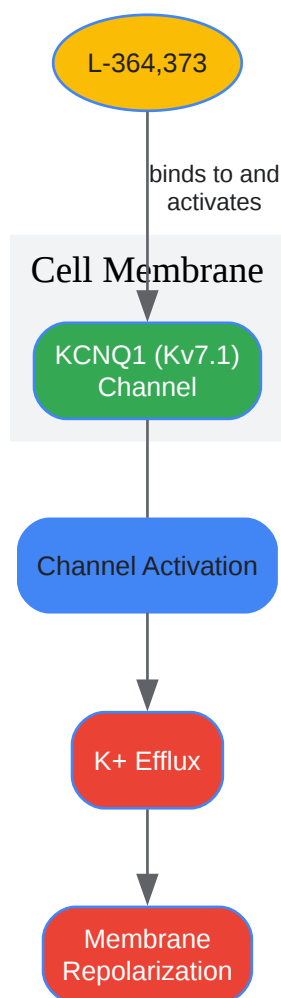 L-364,373
binds to and
activates
Cell Membrane
KCNQ1 (Kv7.1)
Channel
Channel Activation
K+ Efflux
Membrane
Repolarization